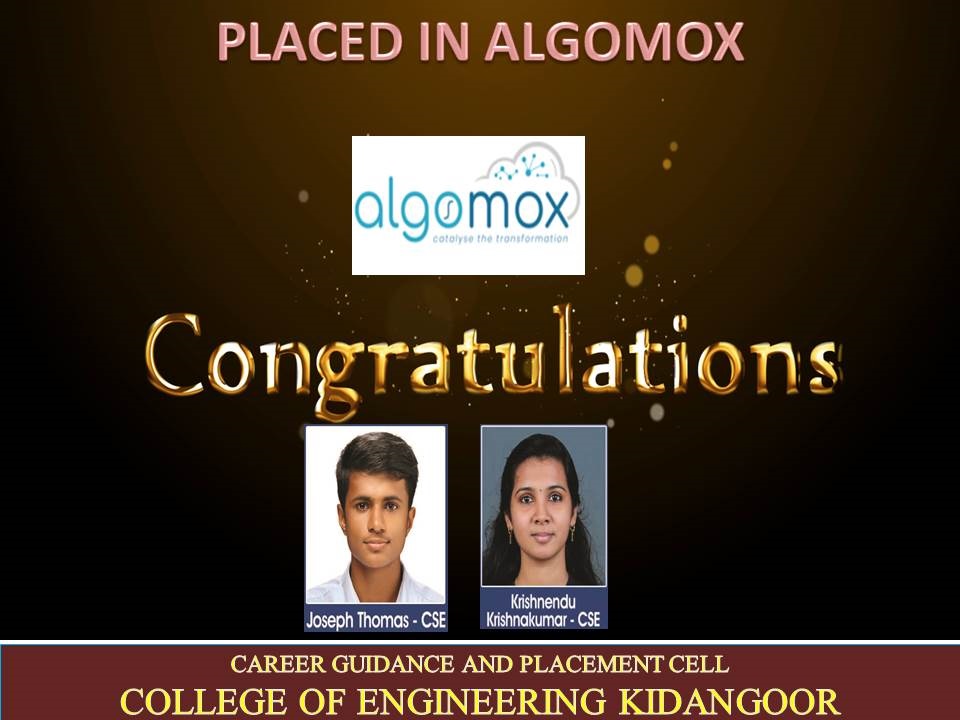 PLACED IN ALGOMOX
algomox
catalyse the transformation
Congratulations
Joseph Thomas - CSE
Krishnendu
Krishnakumar - CSE
CAREER GUIDANCE AND PLACEMENT CELL
COLLEGE OF ENGINEERING KIDANGOOR